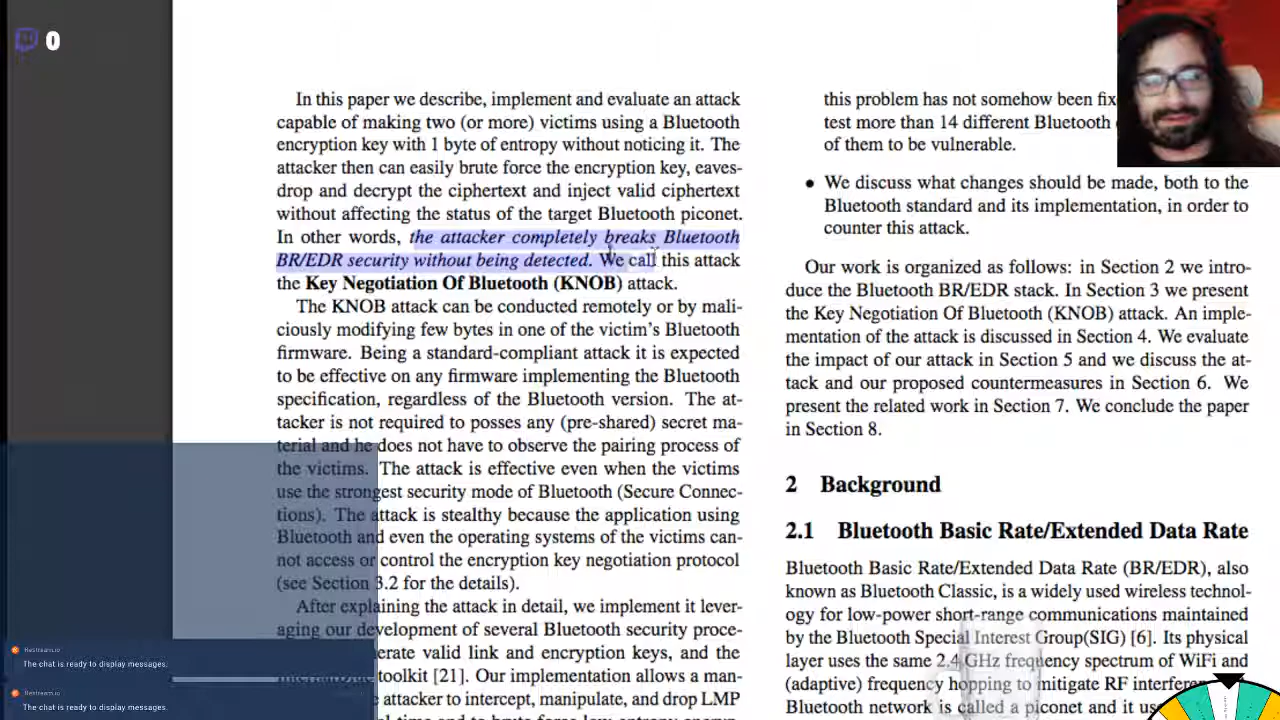 0
In this paper we describe, implement and evaluate an attack
capable of making two (or more) victims using a Bluetooth
encryption key with 1 byte of entropy without noticing it. The
attacker then can easily brute force the encryption key, eaves-
drop and decrypt the ciphertext and inject valid ciphertext
without affecting the status of the target Bluetooth piconet.
In other words, the attacker completely breaks Bluetooth
BR/EDR security without being detected. We call this attack
the Key Negotiation Of Bluetooth (KNOB) attack.
The KNOB attack can be conducted remotely or by mali-
ciously modifying few bytes in one of the victim's Bluetooth
firmware. Being a standard-compliant attack it is expected
to be effective on any firmware implementing the Bluetooth
specification, regardless of the Bluetooth version. The at-
tacker is not required to posses any (pre-shared) secret ma-
terial and he does not have to observe the pairing process of
the victims. The attack is effective even when the victims
use the strongest security mode of Bluetooth (Secure Connec-
tions). The attack is stealthy because the application using
Bluetooth and even the operating systems of the victims can-
not access or control the encryption key negotiation protocol
(see Section 3.2 for the details).
After explaining the attack in detail, we implement it lever-
aging our development of several Bluetooth security proce-
erate valid link and encryption keys, and the
toolkit [21]. Our implementation allows a man-
attacker to intercept, manipulate, and drop LMP
this problem has not somehow been fix
test more than 14 different Bluetooth
of them to be vulnerable.
• We discuss what changes should be made, both to the
Bluetooth standard and its implementation, in order to
counter this attack.
Our work is organized as follows: in Section 2 we intro-
duce the Bluetooth BR/EDR stack. In Section 3 we present
the Key Negotiation Of Bluetooth (KNOB) attack. An imple-
mentation of the attack is discussed in Section 4. We evaluate
the impact of our attack in Section 5 and we discuss the at-
tack and our proposed countermeasures in Section 6. We
present the related work in Section 7. We conclude the paper
in Section 8.
2 Background
2.1 Bluetooth Basic Rate/Extended Data Rate
Bluetooth Basic Rate/Extended Data Rate (BR/EDR), also
known as Bluetooth Classic, is a widely used wireless technol-
ogy for low-power short-range communications maintained
by the Bluetooth Special Interest Group(SIG) [6]. Its physical
layer uses the same 2.4 GHz frequency spectrum of WiFi and
(adaptive) frequency hopping to mitigate RF interferen
Bluetooth network is called a piconet and it us
Restream.io
The chat is ready to display messages.
Restream.io
The chat is ready to display messages.